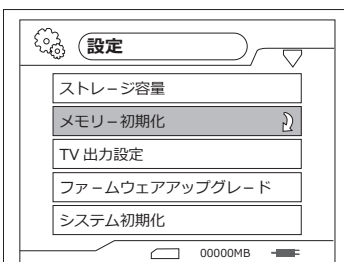 設定
ストレージ容量
メモリー初期化
TV 出力設定
ファームウェアアップグレード
システム初期化
00000MB